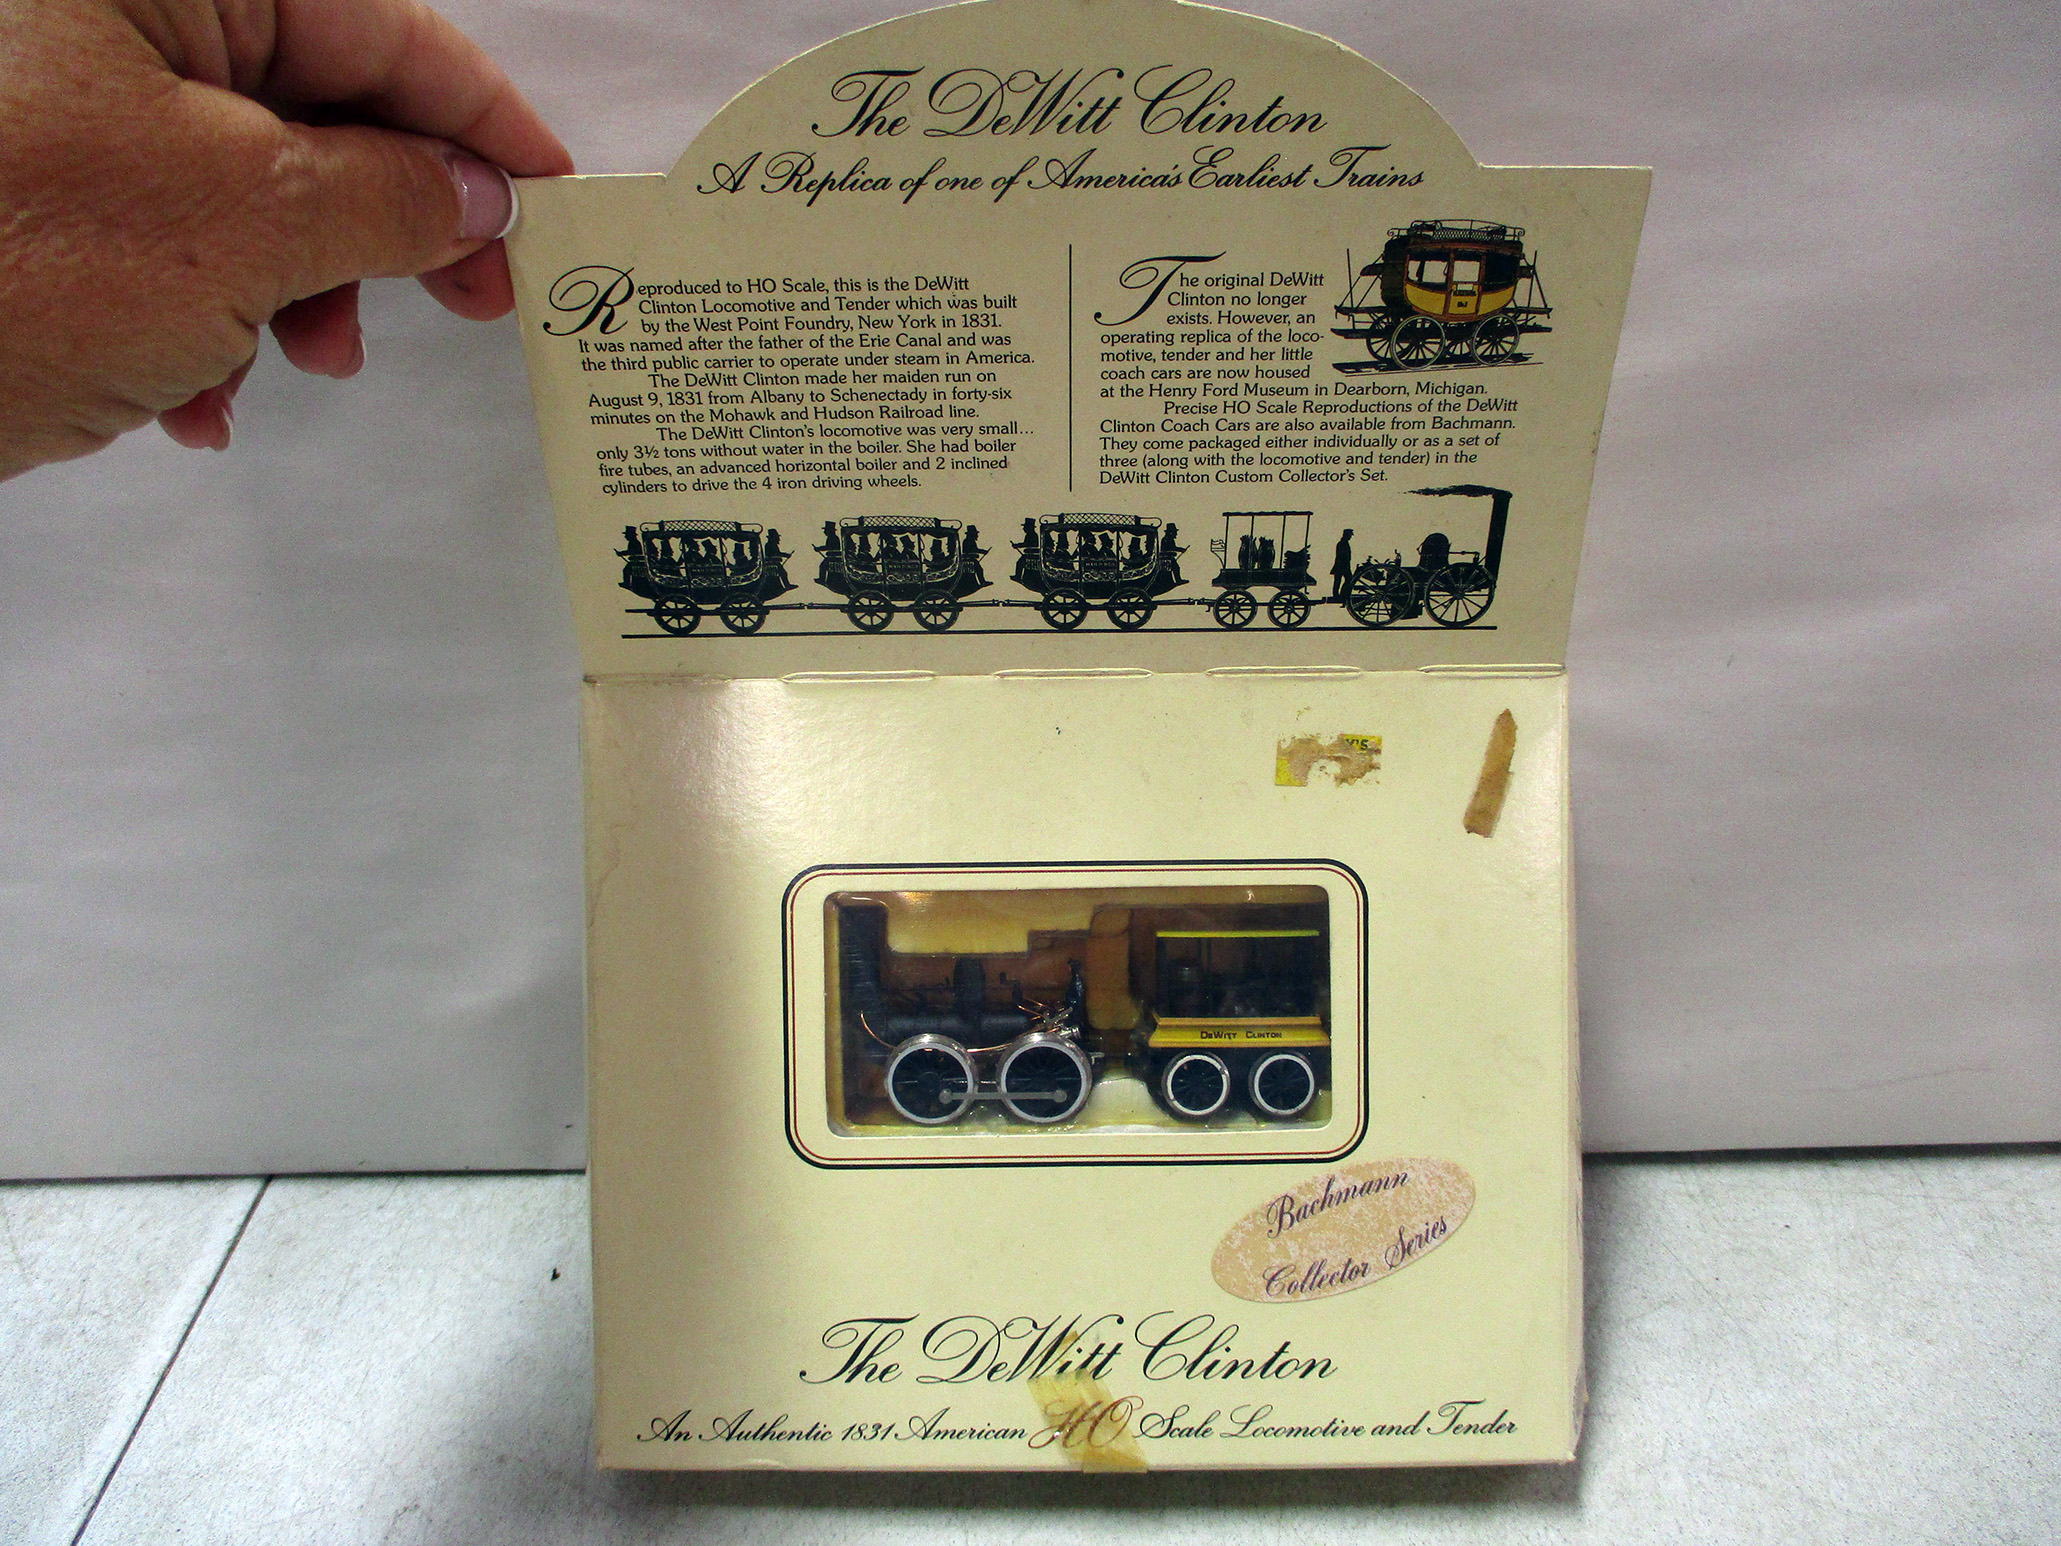 The DeWitt Clinton
A Replica of one of America's Earliest Trains
Reproduced to HO Scale, this is the DeWitt
Clinton Locomotive and Tender which was built
by the West Point Foundry, New York in 1831.
It was named after the father of the Erie Canal and was
the third public carrier to operate under steam in America.
The DeWitt Clinton made her maiden run on
August 9, 1831 from Albany to Schenectady in forty-six
minutes on the Mohawk and Hudson Railroad line.
The DeWitt Clinton's locomotive was very small...
only 3½ tons without water in the boiler. She had boiler
fire tubes, an advanced horizontal boiler and 2 inclined
cylinders to drive the 4 iron driving wheels.
The original DeWitt
Clinton no longer
exists. However, an
operating replica of the loco-
motive, tender and her little
coach cars are now housed
at the Henry Ford Museum in Dearborn, Michigan.
Precise HO Scale Reproductions of the DeWitt
Clinton Coach Cars are also available from Bachmann.
They come packaged either individually or as a set of
three (along with the locomotive and tender) in the
DeWitt Clinton Custom Collector's Set.
Y'S
DeWitt Clinton
Bachmann
Collector Series
The DeWitt Clinton
An Authentic 1831 American HO Scale Locomotive and Tender